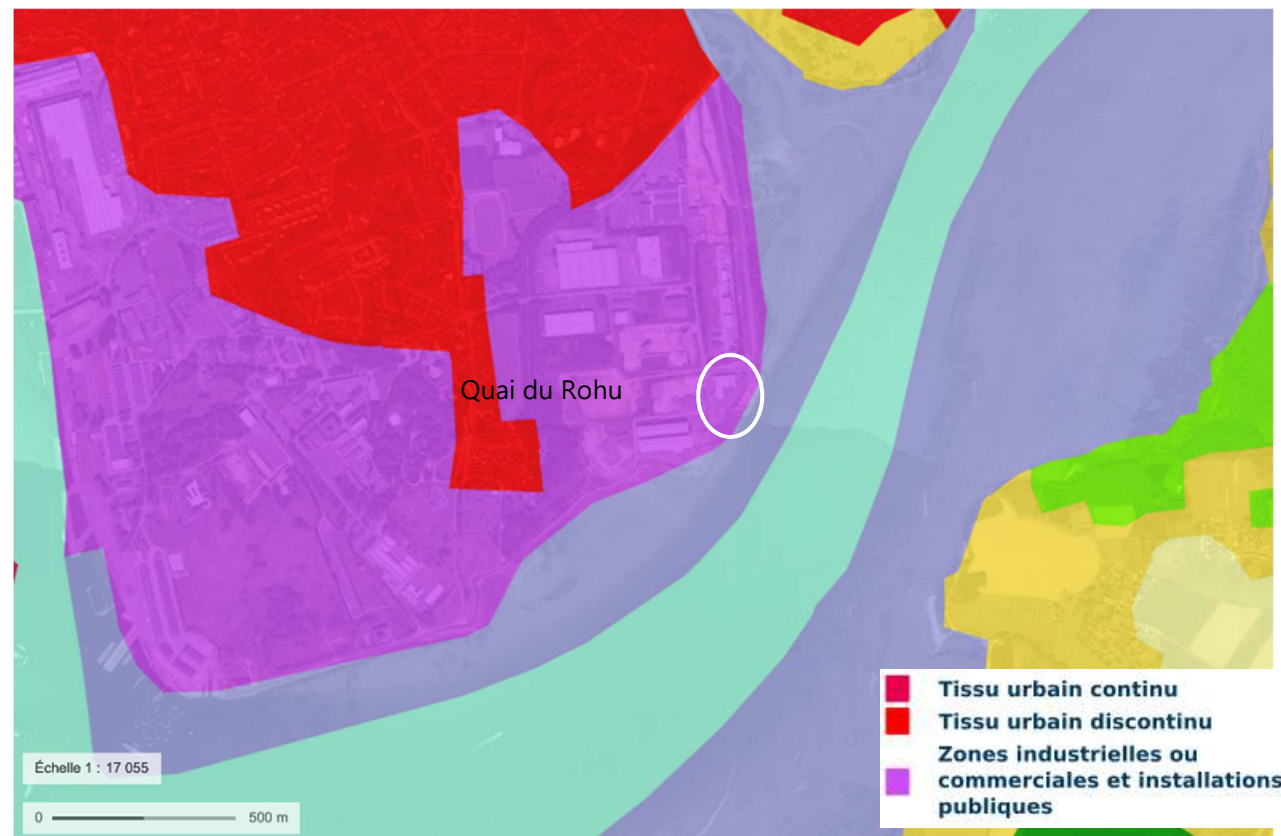 Quai du Rohu
Tissu urbain continu
Tissu urbain discontinu
Zones industrielles ou
commerciales et installations
publiques
Échelle 1 : 17 055
0 500 m